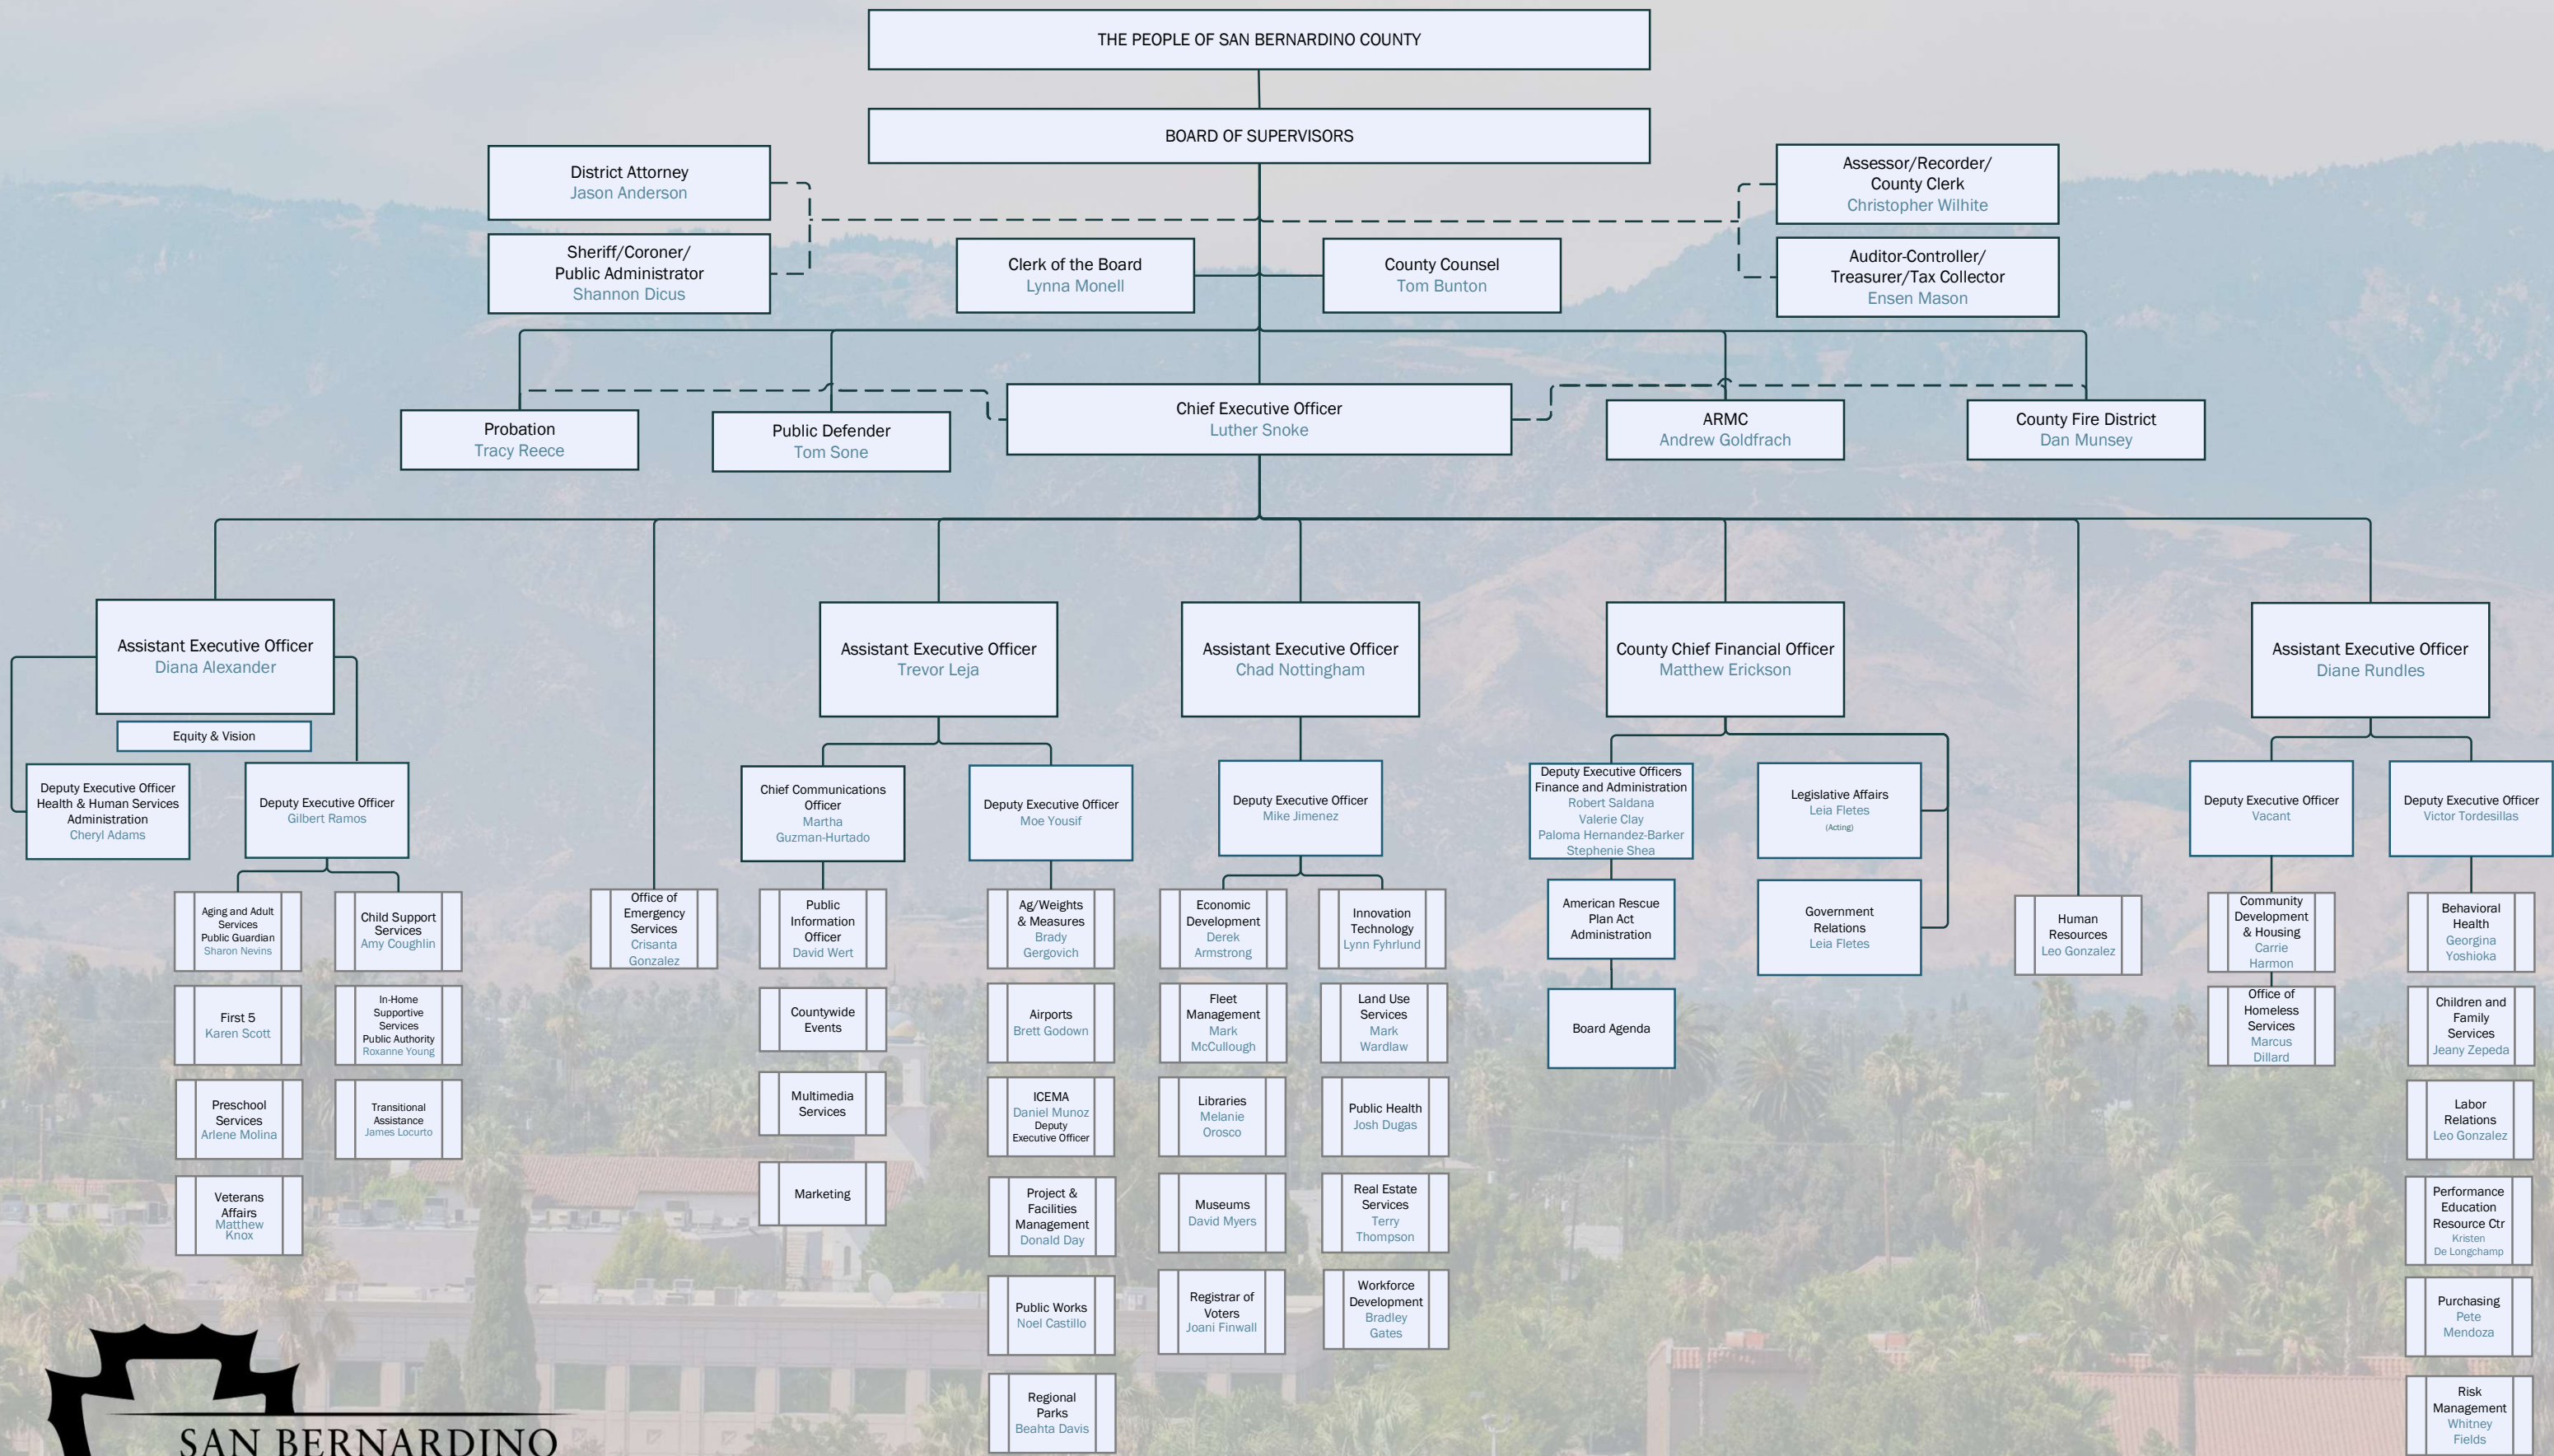 THE PEOPLE OF SAN BERNARDINO COUNTY
BOARD OF SUPERVISORS
District Attorney
Jason Anderson
Sheriff/Coroner/
Public Administrator
Shannon Dicus
Clerk of the Board
Lynna Monell
County Counsel
Tom Bunton
Assessor/Recorder/
County Clerk
Christopher Wilhite
Auditor-Controller/
Treasurer/Tax Collector
Ensen Mason
Probation
Tracy Reece
Public Defender
Tom Sone
Chief Executive Officer
Luther Snoke
ARMC
Andrew Goldfrach
County Fire District
Dan Munsey
Assistant Executive Officer
Diana Alexander
Equity & Vision
Deputy Executive Officer
Health & Human Services
Administration
Cheryl Adams
Deputy Executive Officer
Gilbert Ramos
Aging and Adult
Services
Public Guardian
Sharon Nevins
First 5
Karen Scott
Preschool
Services
Arlene Molina
Veterans
Affairs
Matthew
Knox
Child Support
Services
Amy Coughlin
In-Home
Supportive
Services
Public Authority
Roxanne Young
Transitional
Assistance
James Locurto
Office of
Emergency
Services
Crisanta
Gonzalez
Assistant Executive Officer
Trevor Leja
Chief Communications
Officer
Martha
Guzman-Hurtado
Public
Information
Officer
David Wert
Countywide
Events
Multimedia
Services
Marketing
Deputy Executive Officer
Moe Yousif
Ag/Weights
& Measures
Brady
Gergovich
Airports
Brett Godown
ICEMA
Daniel Munoz
Deputy
Executive Officer
Project &
Facilities
Management
Donald Day
Public Works
Noel Castillo
Regional
Parks
Beahta Davis
Assistant Executive Officer
Chad Nottingham
Deputy Executive Officer
Mike Jimenez
Economic
Development
Derek
Armstrong
Fleet
Management
Mark
McCullough
Libraries
Melanie
Orosco
Museums
David Myers
Registrar of
Voters
Joani Finwall
Innovation
Technology
Lynn Fyhrlund
Land Use
Services
Mark
Wardlaw
Public Health
Josh Dugas
Real Estate
Services
Terry
Thompson
Workforce
Development
Bradley
Gates
County Chief Financial Officer
Matthew Erickson
Deputy Executive Officers
Finance and Administration
Robert Saldana
Valerie Clay
Paloma Hernandez-Barker
Stephenie Shea
American Rescue
Plan Act
Administration
Board Agenda
Legislative Affairs
Leia Fletes
(Acting)
Government
Relations
Leia Fletes
Human
Resources
Leo Gonzalez
Assistant Executive Officer
Diane Rundles
Deputy Executive Officer
Vacant
Community
Development
& Housing
Carrie
Harmon
Office of
Homeless
Services
Marcus
Dillard
Deputy Executive Officer
Victor Tordesillas
Behavioral
Health
Georgina
Yoshioka
Children and
Family
Services
Jeany Zepeda
Labor
Relations
Leo Gonzalez
Performance
Education
Resource Ctr
Kristen
De Longchamp
Purchasing
Pete
Mendoza
Risk
Management
Whitney
Fields
SAN BERNARDINO